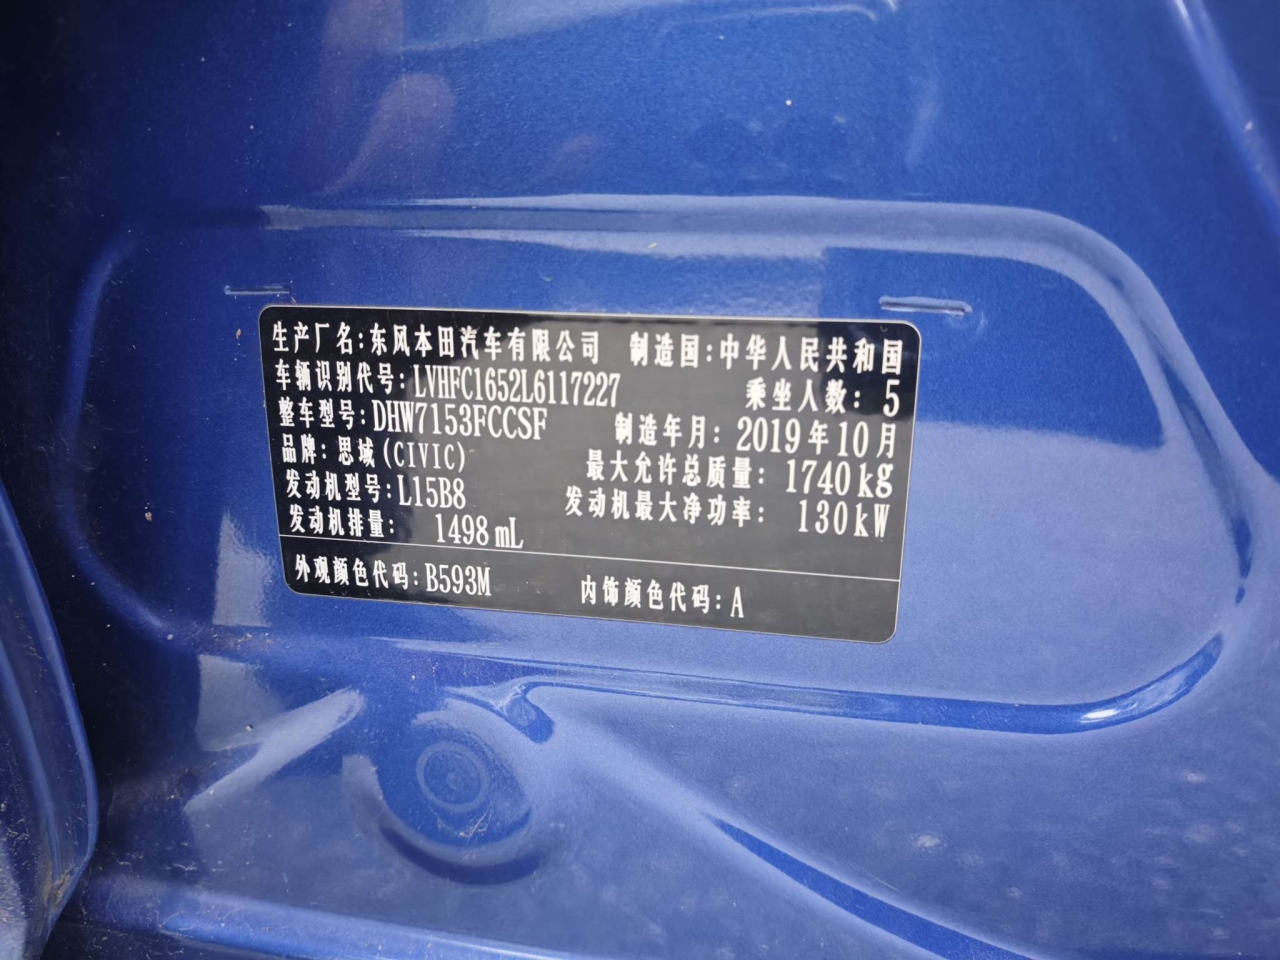 生产厂名:东风本田汽车有限公司 制造国:中华人民共和国
车辆识别代号:LVHFC1652L6117227 乘坐人数: 5
整车型号:DHW7153FCCSF 制造年月: 2019年10月
品牌:思域(CIVIC) 最大允许总质量: 1740kg
发动机型号:L15B8 发动机最大净功率: 130kW
发动机排量: 1498mL
外观颜色代码:B593M 内饰颜色代码:A